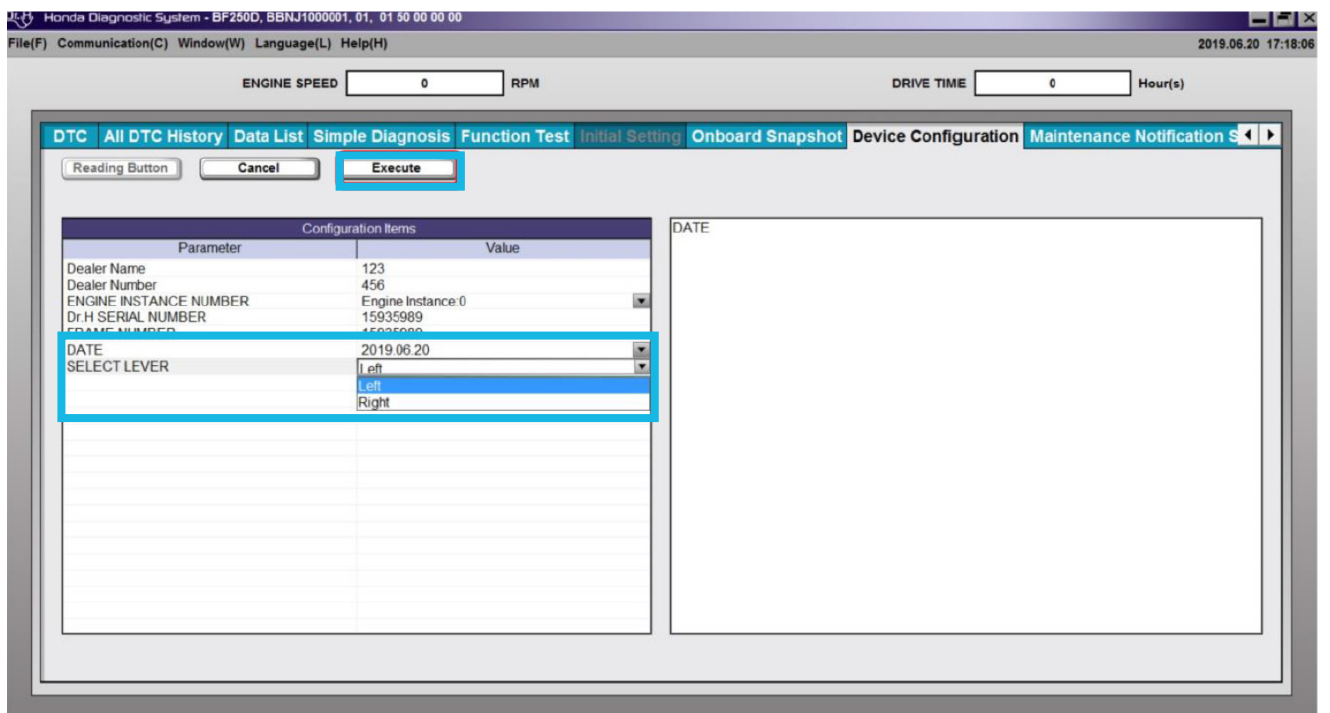 Honda Diagnostic System - BF250D, BBNJ1000001, 01, 01 50 00 00 00
File(F) Communication(C) Window(W) Language(L) Help(H) 2019.06.20 17:18:06
ENGINE SPEED 0 RPM DRIVE TIME 0 Hour(s)
DTC All DTC History Data List Simple Diagnosis Function Test Initial Setting Onboard Snapshot Device Configuration Maintenance Notification S
Reading Button Cancel Execute
Configuration Items
Parameter Value
DATE
Dealer Name 123
Dealer Number 456
ENGINE INSTANCE NUMBER Engine Instance:0
Dr.H SERIAL NUMBER 15935989
FRAME NUMBER 15935989
DATE 2019.06.20
SELECT LEVER Left
Left
Right